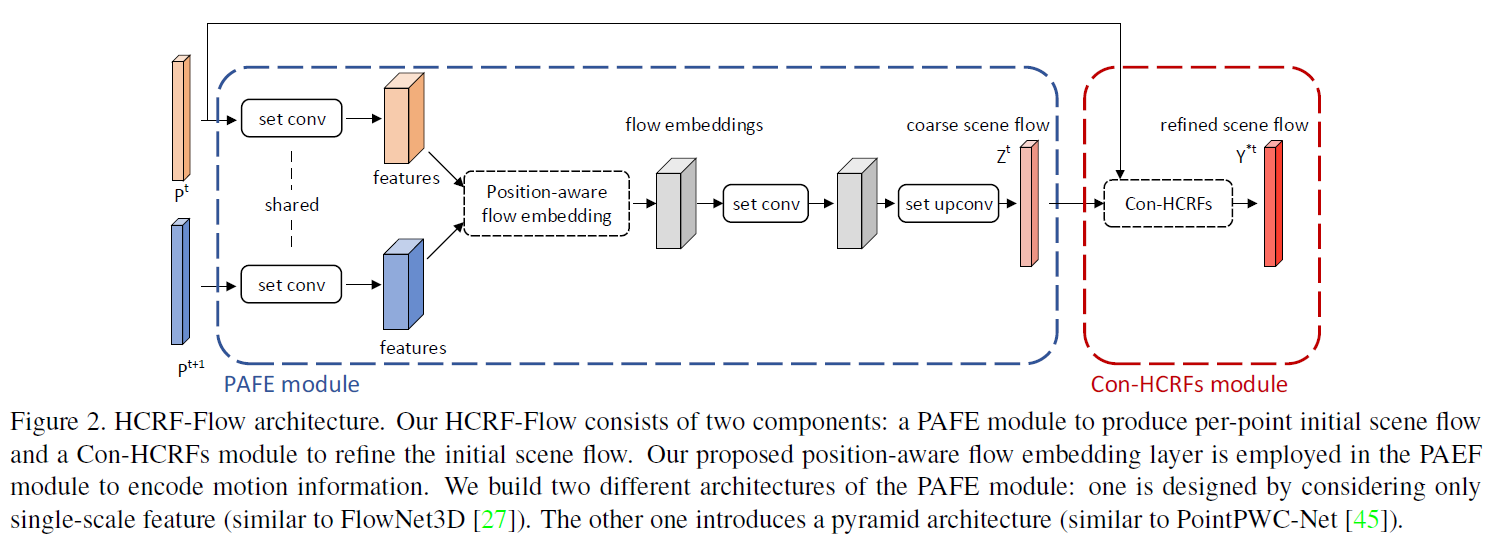 set conv
features
P^t
shared
set conv
features
P^t+1
Position-aware
flow embedding
flow embeddings
set conv
set upconv
coarse scene flow
Z^t
refined scene flow
Y^*t
Con-HCRFs
PAFE module
Con-HCRFs module
Figure 2. HCRF-Flow architecture. Our HCRF-Flow consists of two components: a PAFE module to produce per-point initial scene flow
and a Con-HCRFs module to refine the initial scene flow. Our proposed position-aware flow embedding layer is employed in the PAEF
module to encode motion information. We build two different architectures of the PAFE module: one is designed by considering only
single-scale feature (similar to FlowNet3D [27]). The other one introduces a pyramid architecture (similar to PointPWC-Net [45]).